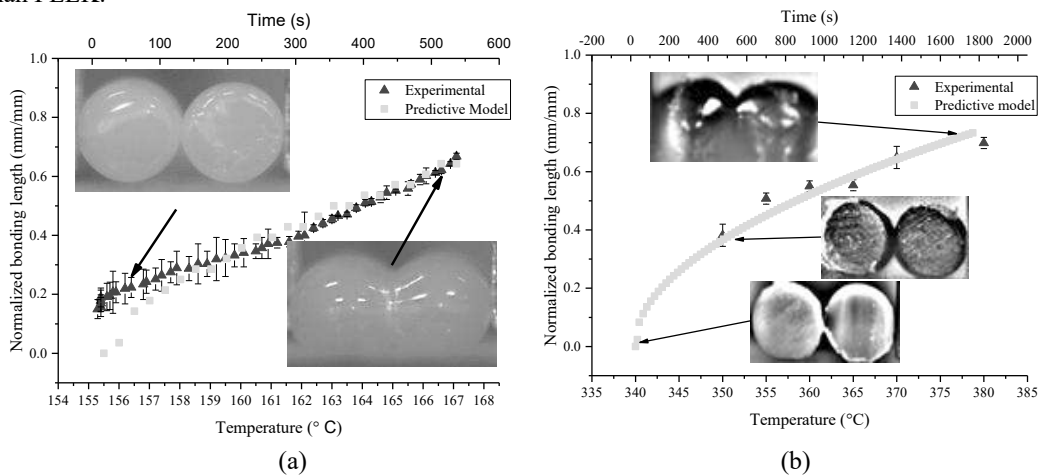 than PEEK.
Time (s)
0 100 200 300 400 500 600
Experimental
Predictive Model
Normalized bonding length (mm/mm)
1.0
0.8
0.6
0.4
0.2
0.0
154 155 156 157 158 159 160 161 162 163 164 165 166 167 168
Temperature (° C)
(a)
Time (s)
-200 0 200 400 600 800 1000 1200 1400 1600 1800 2000
Experimental
Predictive model
Normalized bonding length (mm/mm)
1.0
0.8
0.6
0.4
0.2
0.0
335 340 345 350 355 360 365 370 375 380 385
Temperature (°C)
(b)